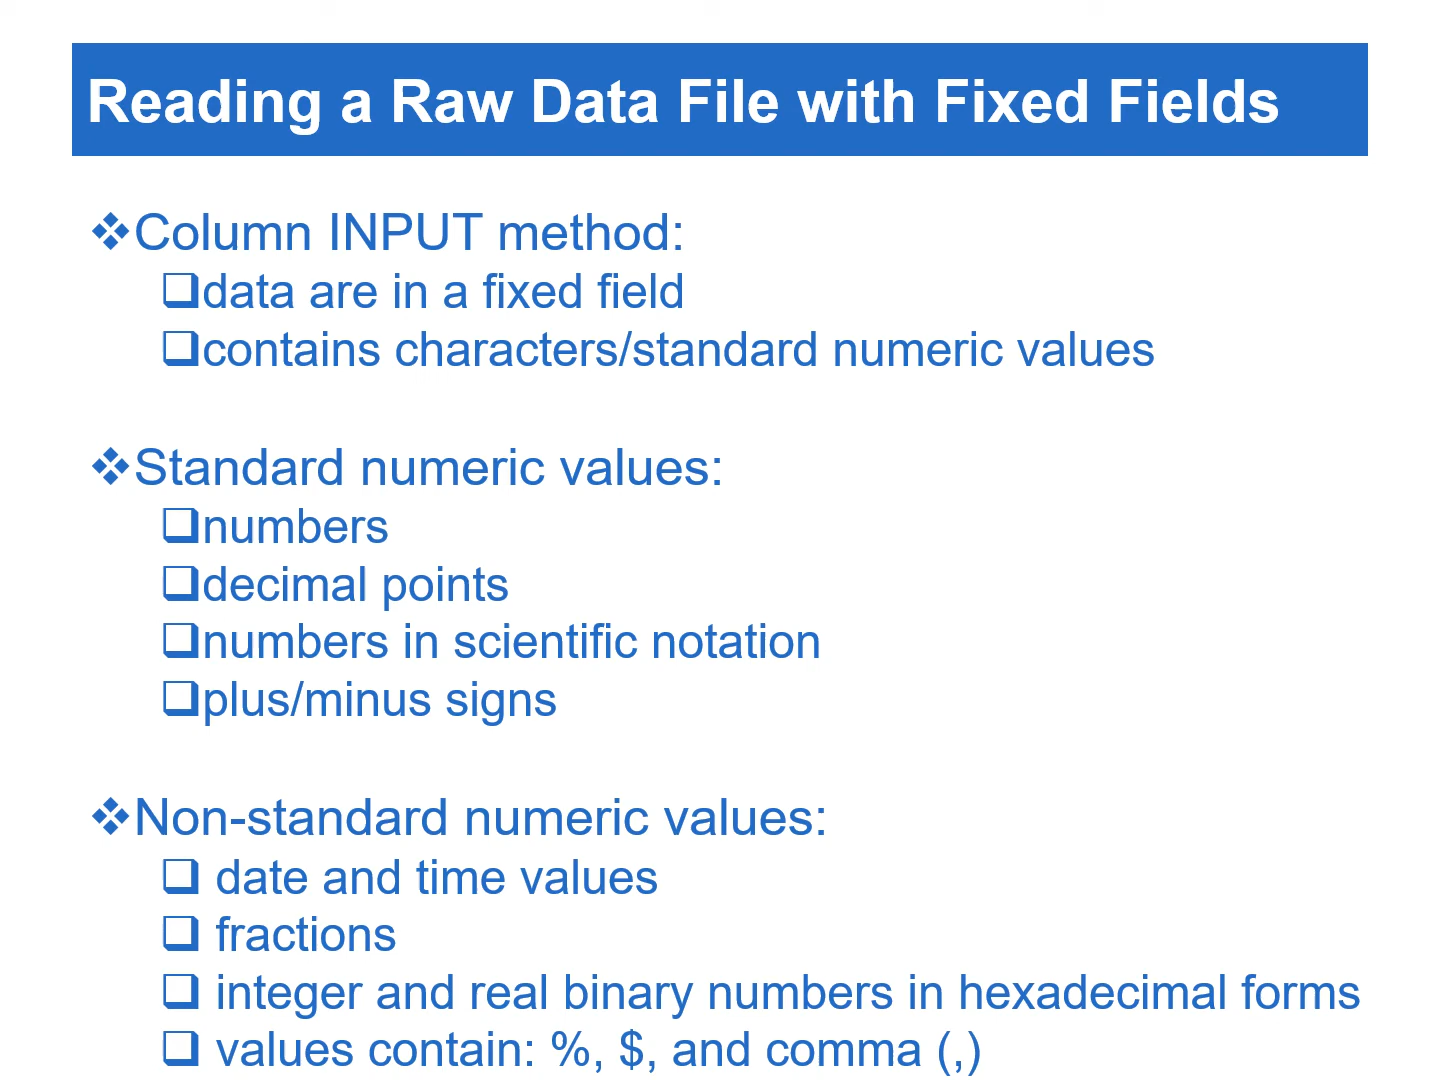 Reading a Raw Data File with Fixed Fields
❖Column INPUT method:
❑data are in a fixed field
❑contains characters/standard numeric values
❖Standard numeric values:
❑numbers
❑decimal points
❑numbers in scientific notation
❑plus/minus signs
❖Non-standard numeric values:
❑ date and time values
❑ fractions
❑ integer and real binary numbers in hexadecimal forms
❑ values contain: %, $, and comma (,)